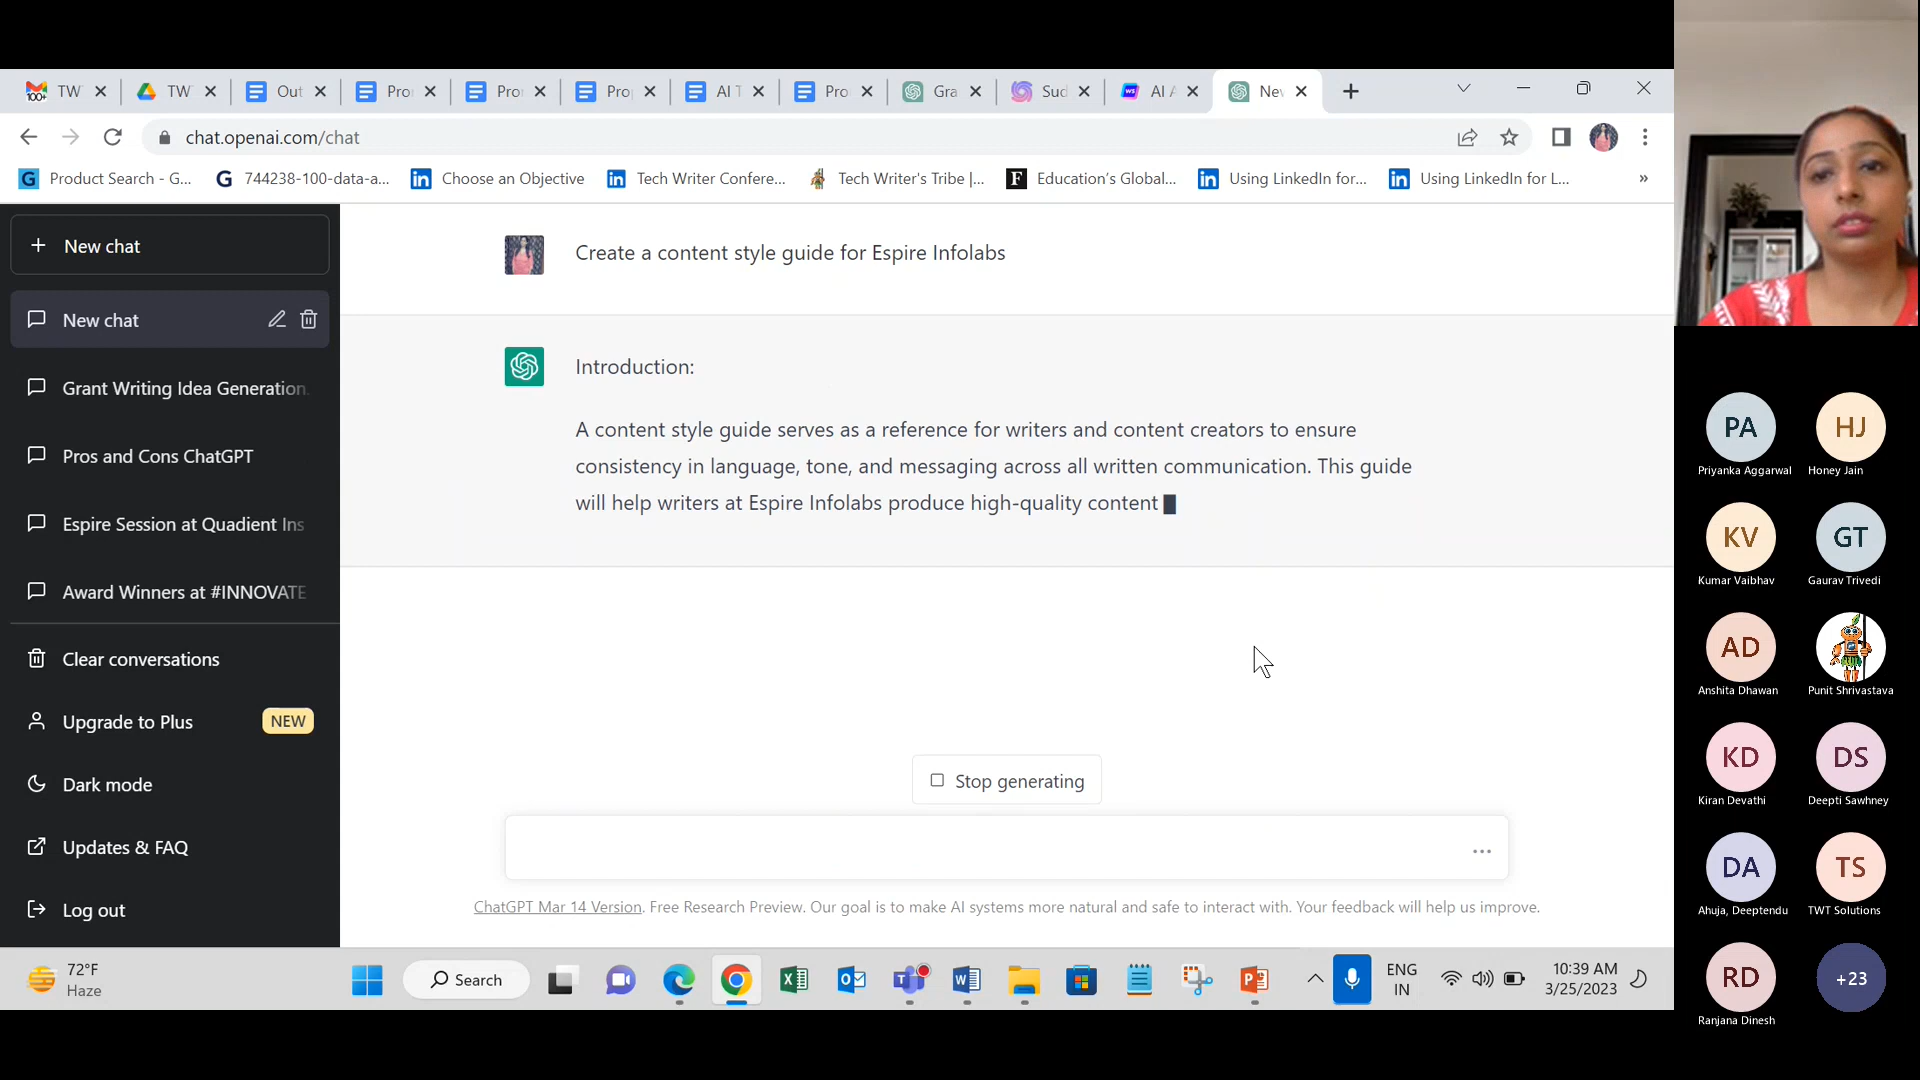 TW
TW
Out
Pro
Pro
Pro
AI T
Pro
Gra
Sud
AI A
Nev
chat.openai.com/chat
Product Search - G...
744238-100-data-a...
Choose an Objective
Tech Writer Confere...
Tech Writer's Tribe |...
Education's Global...
Using LinkedIn for...
Using LinkedIn for L...
»
+ New chat
New chat
Grant Writing Idea Generation.
Pros and Cons ChatGPT
Espire Session at Quadient Ins
Award Winners at #INNOVATE
Clear conversations
Upgrade to Plus NEW
Dark mode
Updates & FAQ
Log out
Create a content style guide for Espire Infolabs
Introduction:
A content style guide serves as a reference for writers and content creators to ensure
consistency in language, tone, and messaging across all written communication. This guide
will help writers at Espire Infolabs produce high-quality content
Stop generating
...
ChatGPT Mar 14 Version. Free Research Preview. Our goal is to make AI systems more natural and safe to interact with. Your feedback will help us improve.
72°F
Haze
Search
ENG
IN
10:39 AM
3/25/2023
PA
Priyanka Aggarwal
HJ
Honey Jain
KV
Kumar Vaibhav
GT
Gaurav Trivedi
AD
Anshita Dhawan
Punit Shrivastava
KD
Kiran Devathi
DS
Deepti Sawhney
DA
Ahuja, Deeptendu
TS
TWT Solutions
RD
Ranjana Dinesh
+23